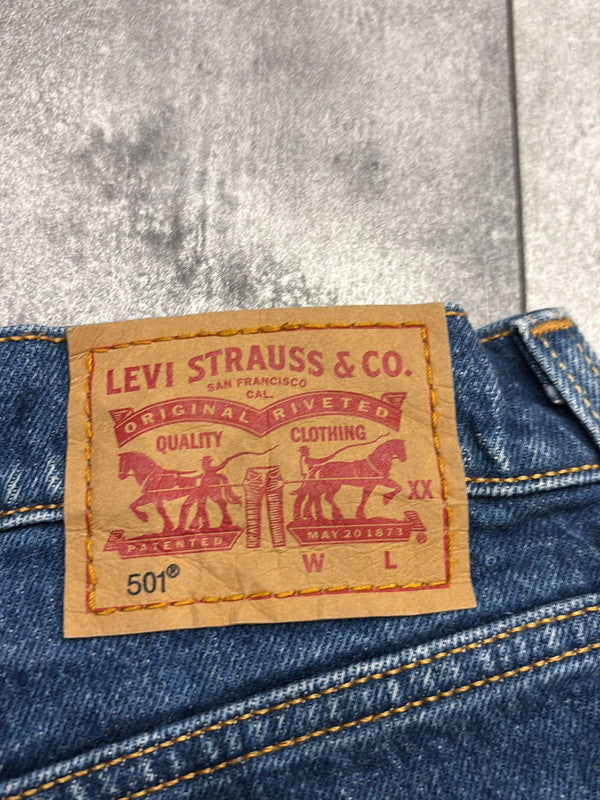 LEVI STRAUSS & CO.
SAN FRANCISCO
CAL.
ORIGINAL RIVETED
QUALITY CLOTHING
XX
PATENTED MAY 20 1873 ®
W L
501®